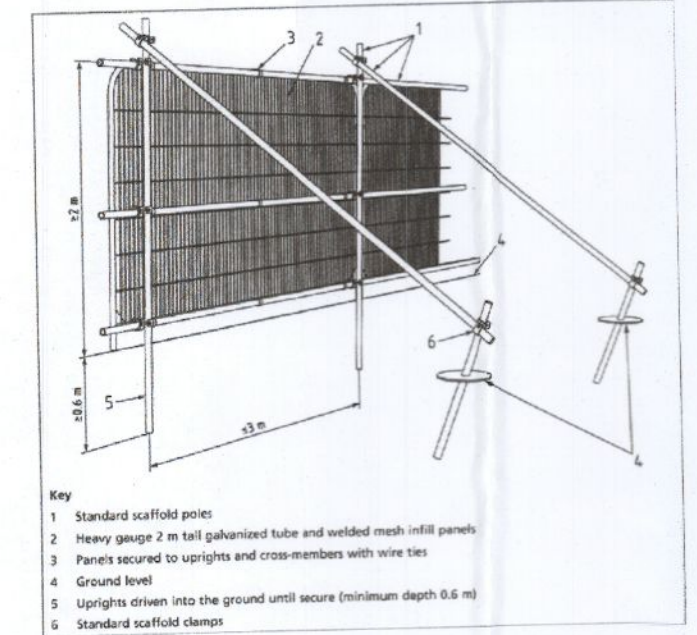 3
2
1
≥2 m
4
6
5
≥0.6 m
≤3 m
4
Key
1 Standard scaffold poles
2 Heavy gauge 2 m tall galvanized tube and welded mesh infill panels
3 Panels secured to uprights and cross-members with wire ties
4 Ground level
5 Uprights driven into the ground until secure (minimum depth 0.6 m)
6 Standard scaffold clamps